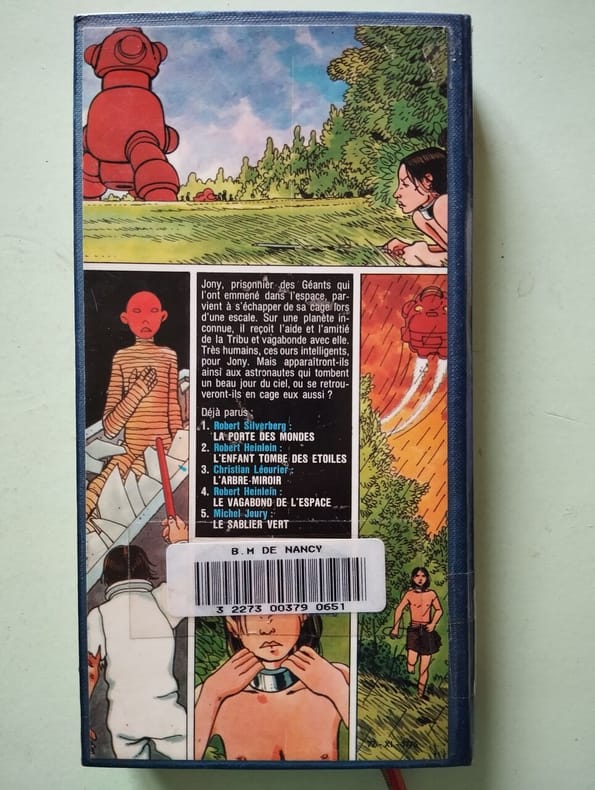 Jony, prisonnier des Géants qui
l'ont emmené dans l'espace, par-
vient à s'échapper de sa cage lors
d'une escale. Sur une planète in-
connue, il reçoit l'aide et l'amitié
de la Tribu et vagabonde avec elle.
Très humains, ces ours intelligents,
pour Jony. Mais apparaîtront-ils
ainsi aux astronautes qui tombent
un beau jour du ciel, ou se retrou-
veront-ils en cage eux aussi ?
Déjà parus :
1. Robert Silverberg :
LA PORTE DES MONDES
2. Robert Heinlein :
L'ENFANT TOMBE DES ETOILES
3. Christian Léourier :
L'ARBRE-MIROIR
4. Robert Heinlein :
LE VAGABOND DE L'ESPACE
5. Michel Jeury :
LE SABLIER VERT
B.M DE NANCY
3 2273 00379 0651